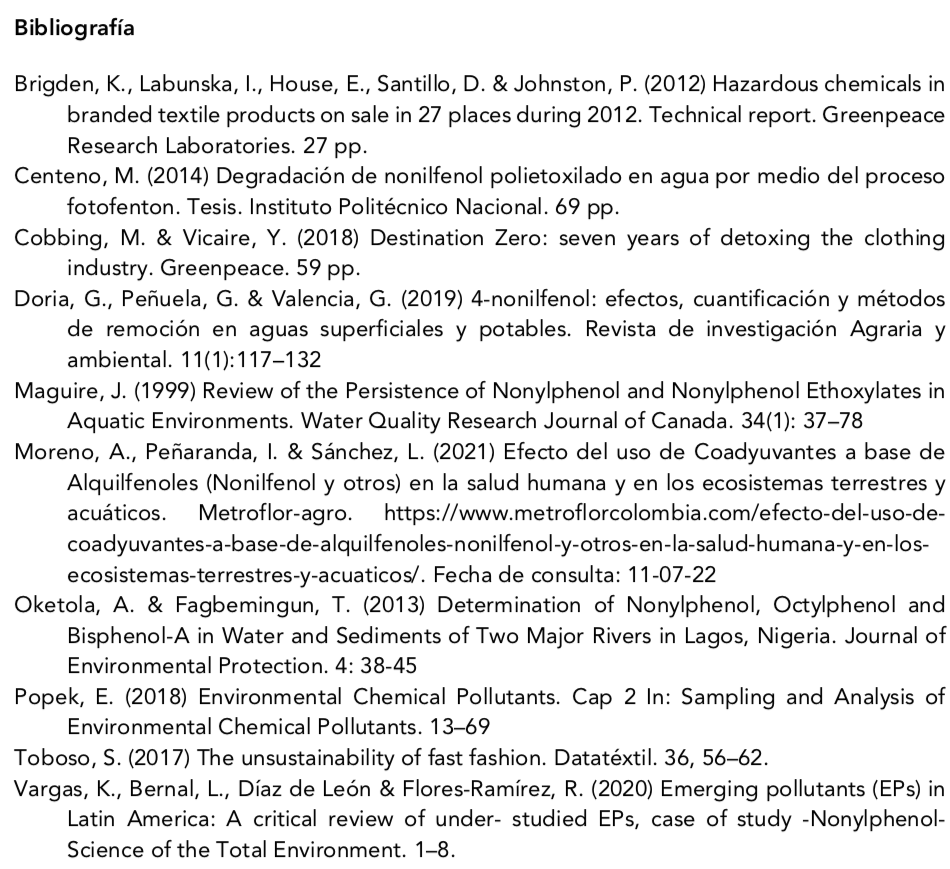 Bibliografía
Brigden, K., Labunska, I., House, E., Santillo, D. & Johnston, P. (2012) Hazardous chemicals in
branded textile products on sale in 27 places during 2012. Technical report. Greenpeace
Research Laboratories. 27 pp.
Centeno, M. (2014) Degradación de nonilfenol polietoxilado en agua por medio del proceso
fotofenton. Tesis. Instituto Politécnico Nacional. 69 pp.
Cobbing, M. & Vicaire, Y. (2018) Destination Zero: seven years of detoxing the clothing
industry. Greenpeace. 59 pp.
Doria, G., Peñuela, G. & Valencia, G. (2019) 4-nonilfenol: efectos, cuantificación y métodos
de remoción en aguas superficiales y potables. Revista de investigación Agraria y
ambiental. 11(1):117–132
Maguire, J. (1999) Review of the Persistence of Nonylphenol and Nonylphenol Ethoxylates in
Aquatic Environments. Water Quality Research Journal of Canada. 34(1): 37–78
Moreno, A., Peñaranda, I. & Sánchez, L. (2021) Efecto del uso de Coadyuvantes a base de
Alquilfenoles (Nonilfenol y otros) en la salud humana y en los ecosistemas terrestres y
acuáticos. Metroflor-agro. https://www.metroflorcolombia.com/efecto-del-uso-de-
coadyuvantes-a-base-de-alquilfenoles-nonilfenol-y-otros-en-la-salud-humana-y-en-los-
ecosistemas-terrestres-y-acuaticos/. Fecha de consulta: 11-07-22
Oketola, A. & Fagbemingun, T. (2013) Determination of Nonylphenol, Octylphenol and
Bisphenol-A in Water and Sediments of Two Major Rivers in Lagos, Nigeria. Journal of
Environmental Protection. 4: 38-45
Popek, E. (2018) Environmental Chemical Pollutants. Cap 2 In: Sampling and Analysis of
Environmental Chemical Pollutants. 13–69
Toboso, S. (2017) The unsustainability of fast fashion. Datatéxtil. 36, 56–62.
Vargas, K., Bernal, L., Díaz de León & Flores-Ramírez, R. (2020) Emerging pollutants (EPs) in
Latin America: A critical review of under- studied EPs, case of study -Nonylphenol-
Science of the Total Environment. 1–8.